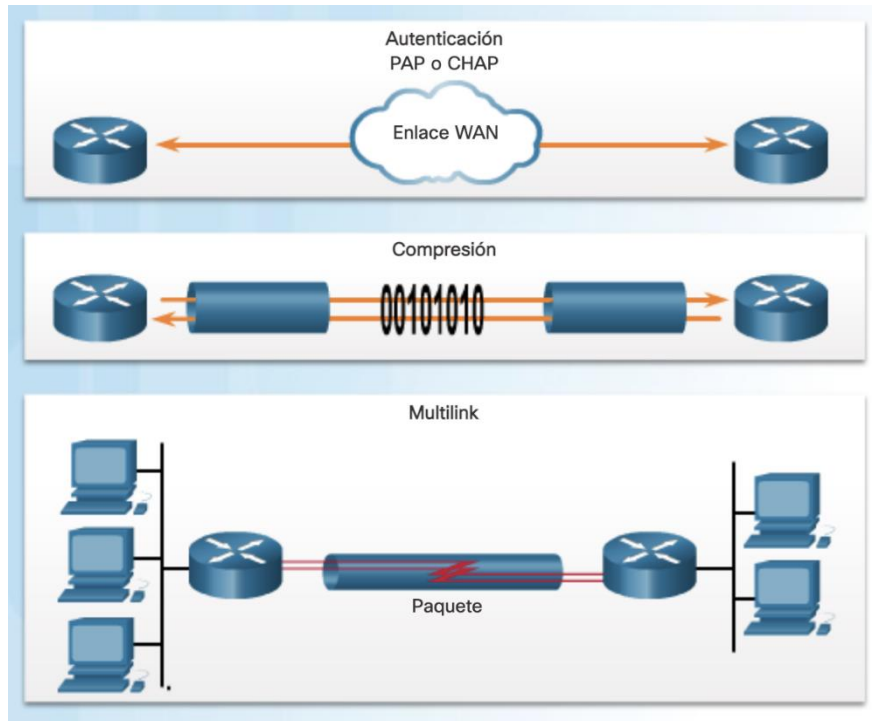 Autenticación
PAP o CHAP
Enlace WAN
Compresión
00101010
Multilink
Paquete